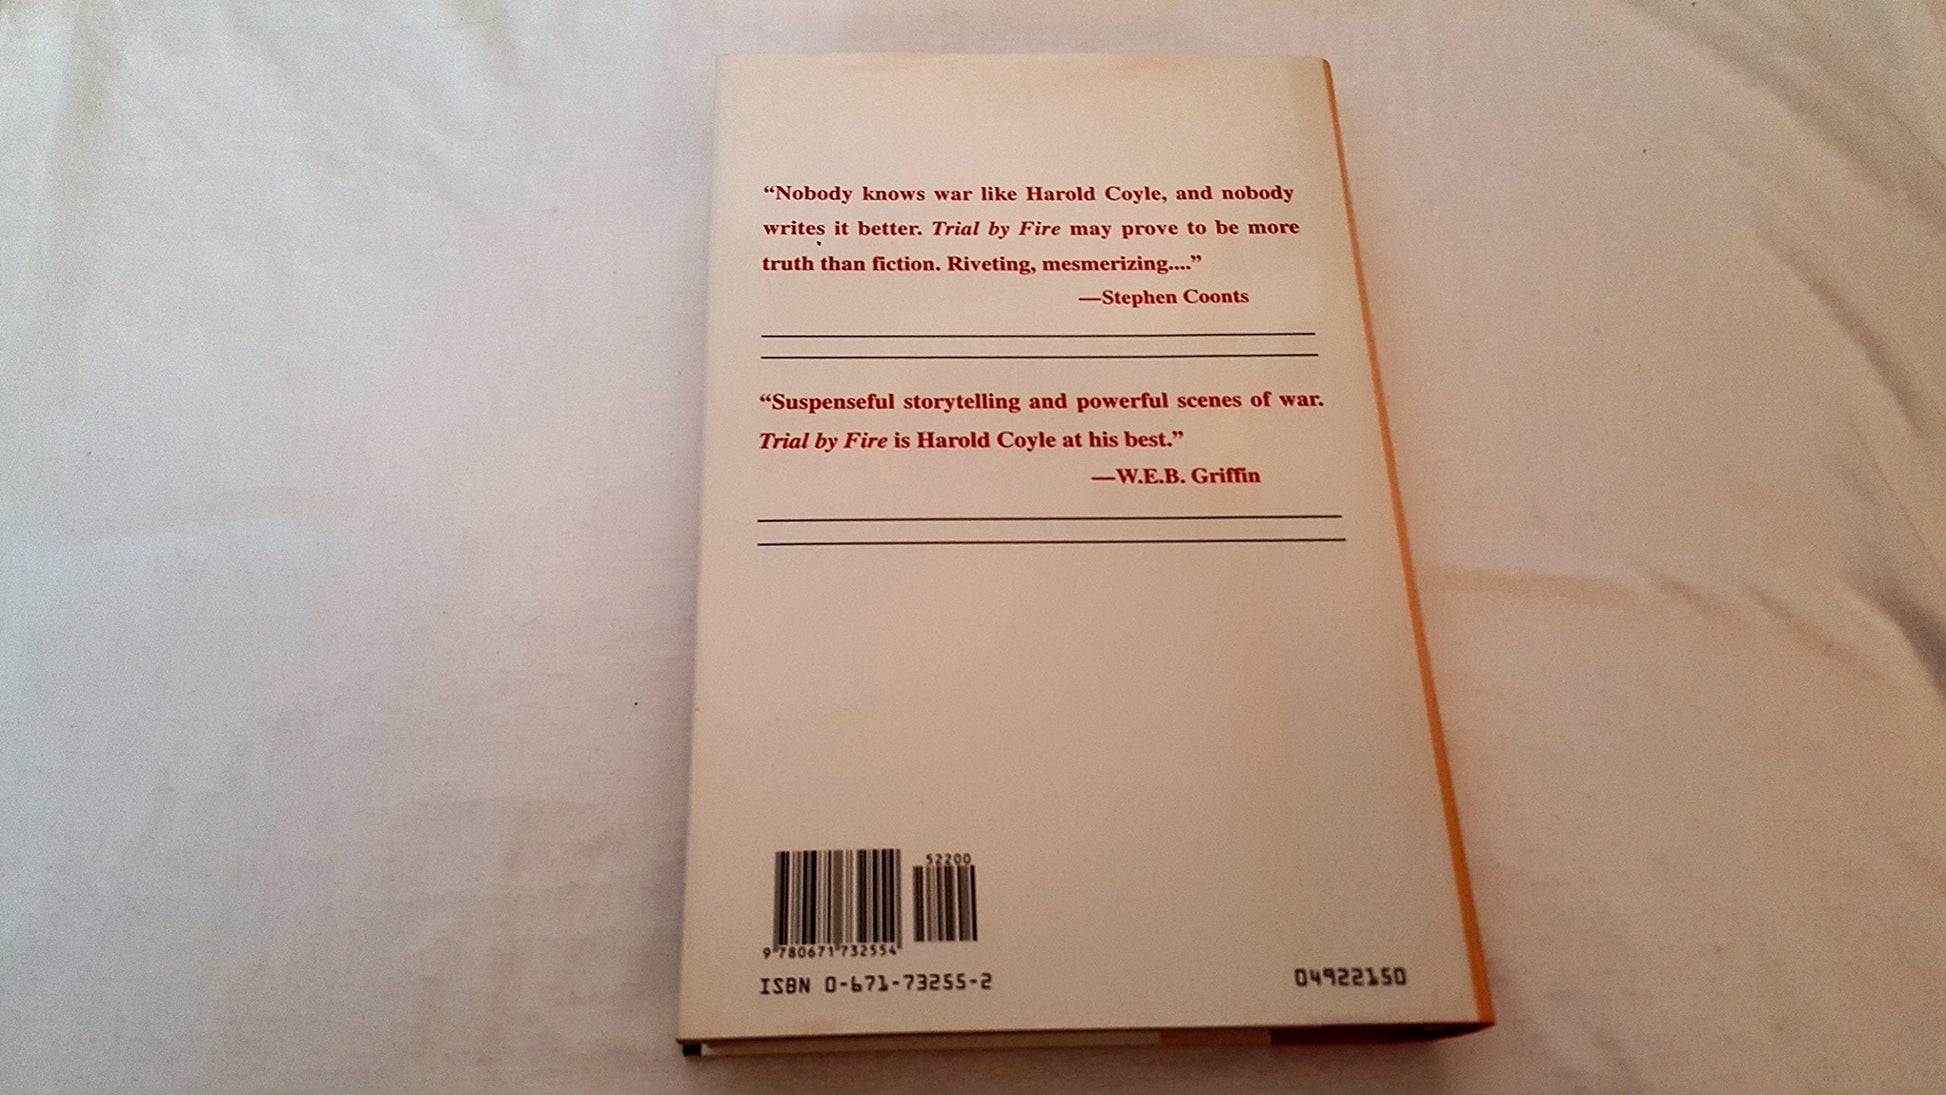 “Nobody knows war like Harold Coyle, and nobody
writes it better. Trial by Fire may prove to be more
truth than fiction. Riveting, mesmerizing....”
—Stephen Coonts
“Suspenseful storytelling and powerful scenes of war.
Trial by Fire is Harold Coyle at his best.”
—W.E.B. Griffin
52200
9 780671 732554
ISBN 0-671-73255-2
04922150